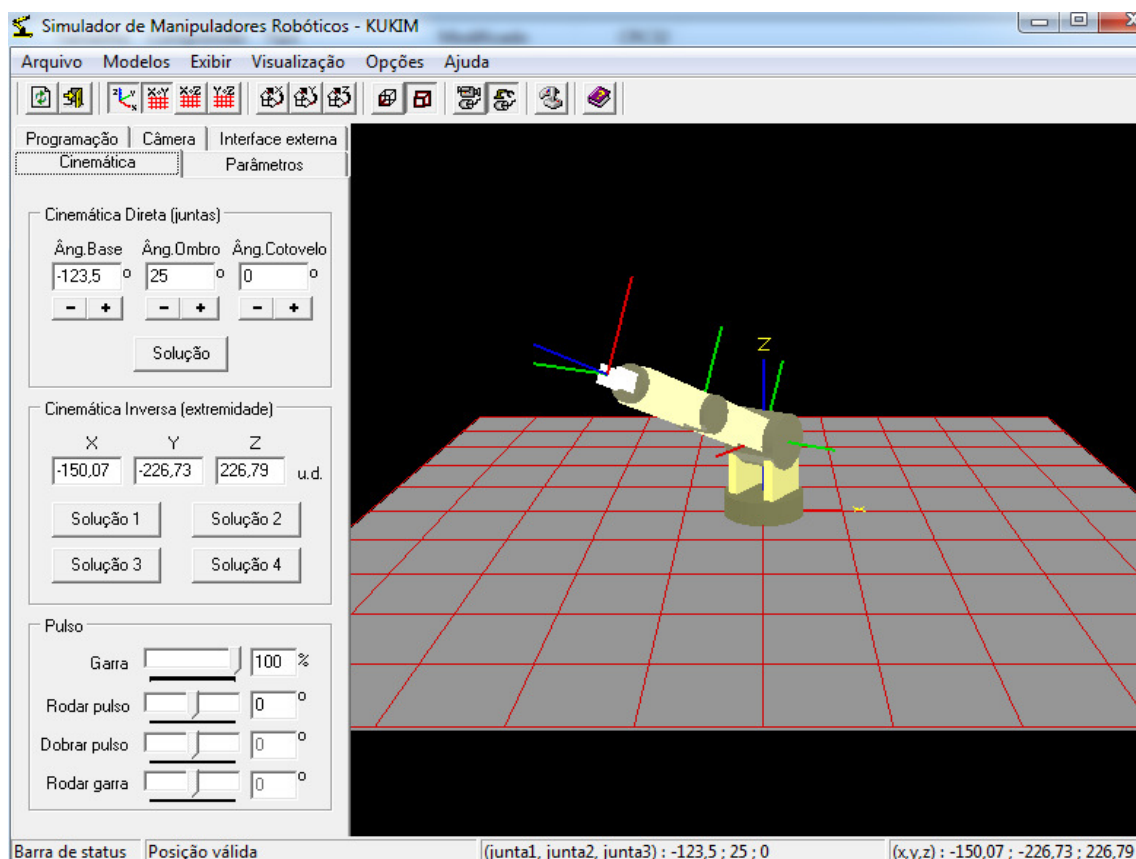 Simulador de Manipuladores Robóticos - KUKIM
Arquivo Modelos Exibir Visualização Opções Ajuda
z y x X+Y X+Z Y+Z
Programação Câmera Interface externa
Cinemática Parâmetros
Cinemática Direta (juntas)
Âng.Base Âng.Ombro Âng.Cotovelo
-123,5 º 25 º 0 º
- + - + - +
Solução
Cinemática Inversa (extremidade)
X Y Z
-150,07 -226,73 226,79 u.d.
Solução 1 Solução 2
Solução 3 Solução 4
Pulso
Garra 100 %
Rodar pulso 0 º
Dobrar pulso 0 º
Rodar garra 0 º
Z
x
Barra de status Posição válida (junta1, junta2, junta3) : -123,5 ; 25 ; 0 (x,y,z) : -150,07 ; -226,73 ; 226,79